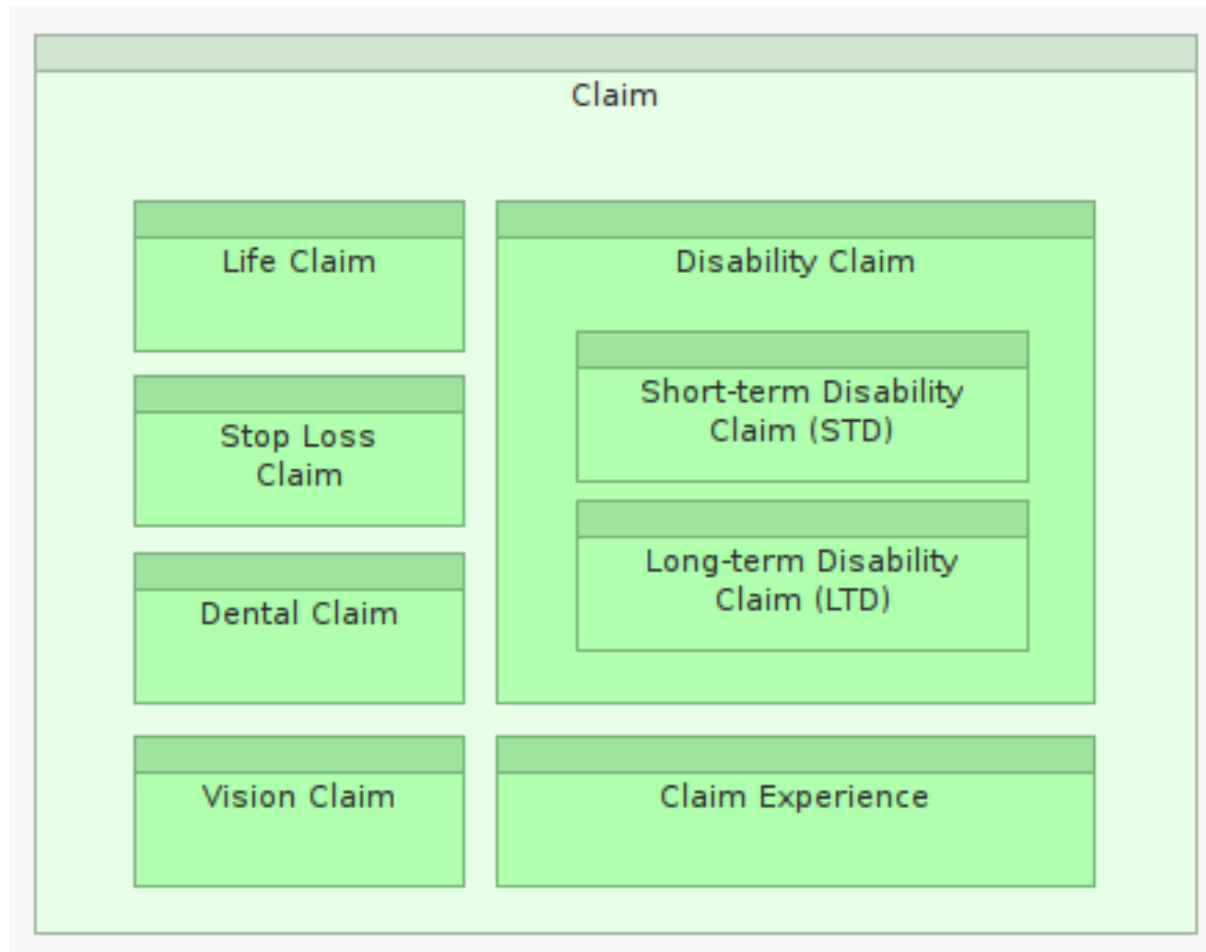 Claim
Life Claim
Stop Loss
Claim
Dental Claim
Vision Claim
Disability Claim
Short-term Disability
Claim (STD)
Long-term Disability
Claim (LTD)
Claim Experience